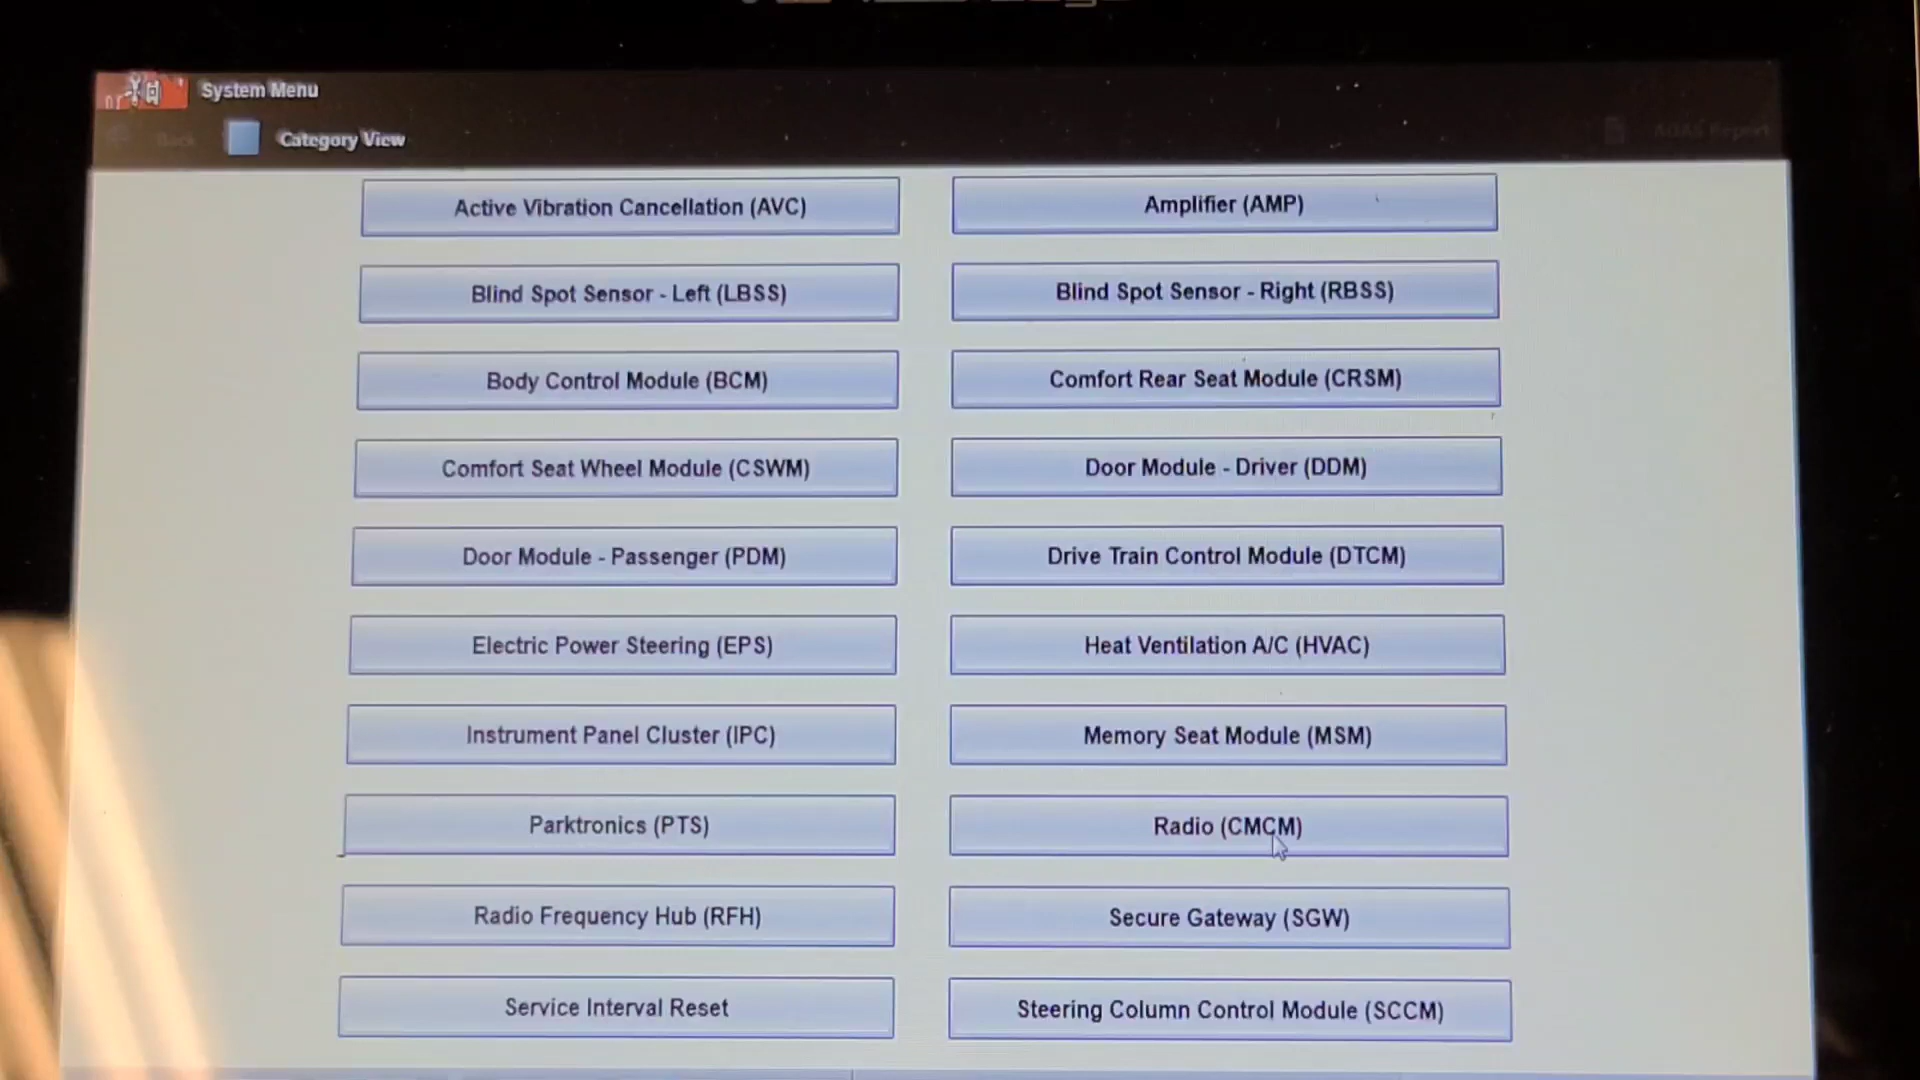 System Menu
Back
Category View
Active Vibration Cancellation (AVC)
Amplifier (AMP)
Blind Spot Sensor - Left (LBSS)
Blind Spot Sensor - Right (RBSS)
Body Control Module (BCM)
Comfort Rear Seat Module (CRSM)
Comfort Seat Wheel Module (CSWM)
Door Module - Driver (DDM)
Door Module - Passenger (PDM)
Drive Train Control Module (DTCM)
Electric Power Steering (EPS)
Heat Ventilation A/C (HVAC)
Instrument Panel Cluster (IPC)
Memory Seat Module (MSM)
Parktronics (PTS)
Radio (CMCM)
Radio Frequency Hub (RFH)
Secure Gateway (SGW)
Service Interval Reset
Steering Column Control Module (SCCM)